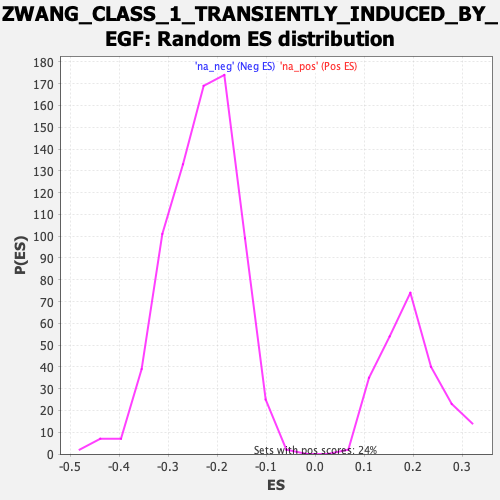 ZWANG_CLASS_1_TRANSIENTLY_INDUCED_BY_
EGF: Random ES distribution
'na_neg' (Neg ES) 'na_pos' (Pos ES)
180
170
160
150
140
130
120
110
100
90
80
70
60
50
40
30
20
10
0
P(ES)
Sets with pos scores: 24%
-0.5 -0.4 -0.3 -0.2 -0.1 0.0 0.1 0.2 0.3
ES